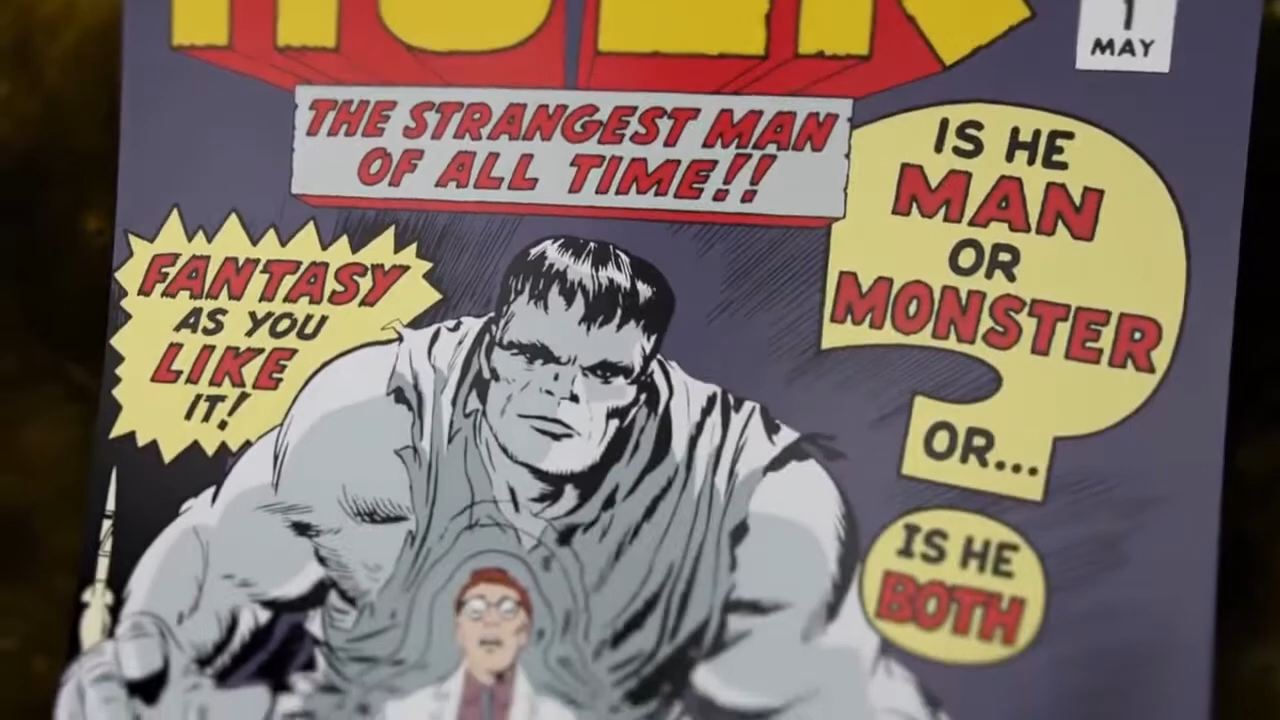 HULK
1
MAY
THE STRANGEST MAN
OF ALL TIME!!
IS HE
MAN
OR
MONSTER
OR...
IS HE
BOTH
FANTASY
AS YOU
LIKE
IT!